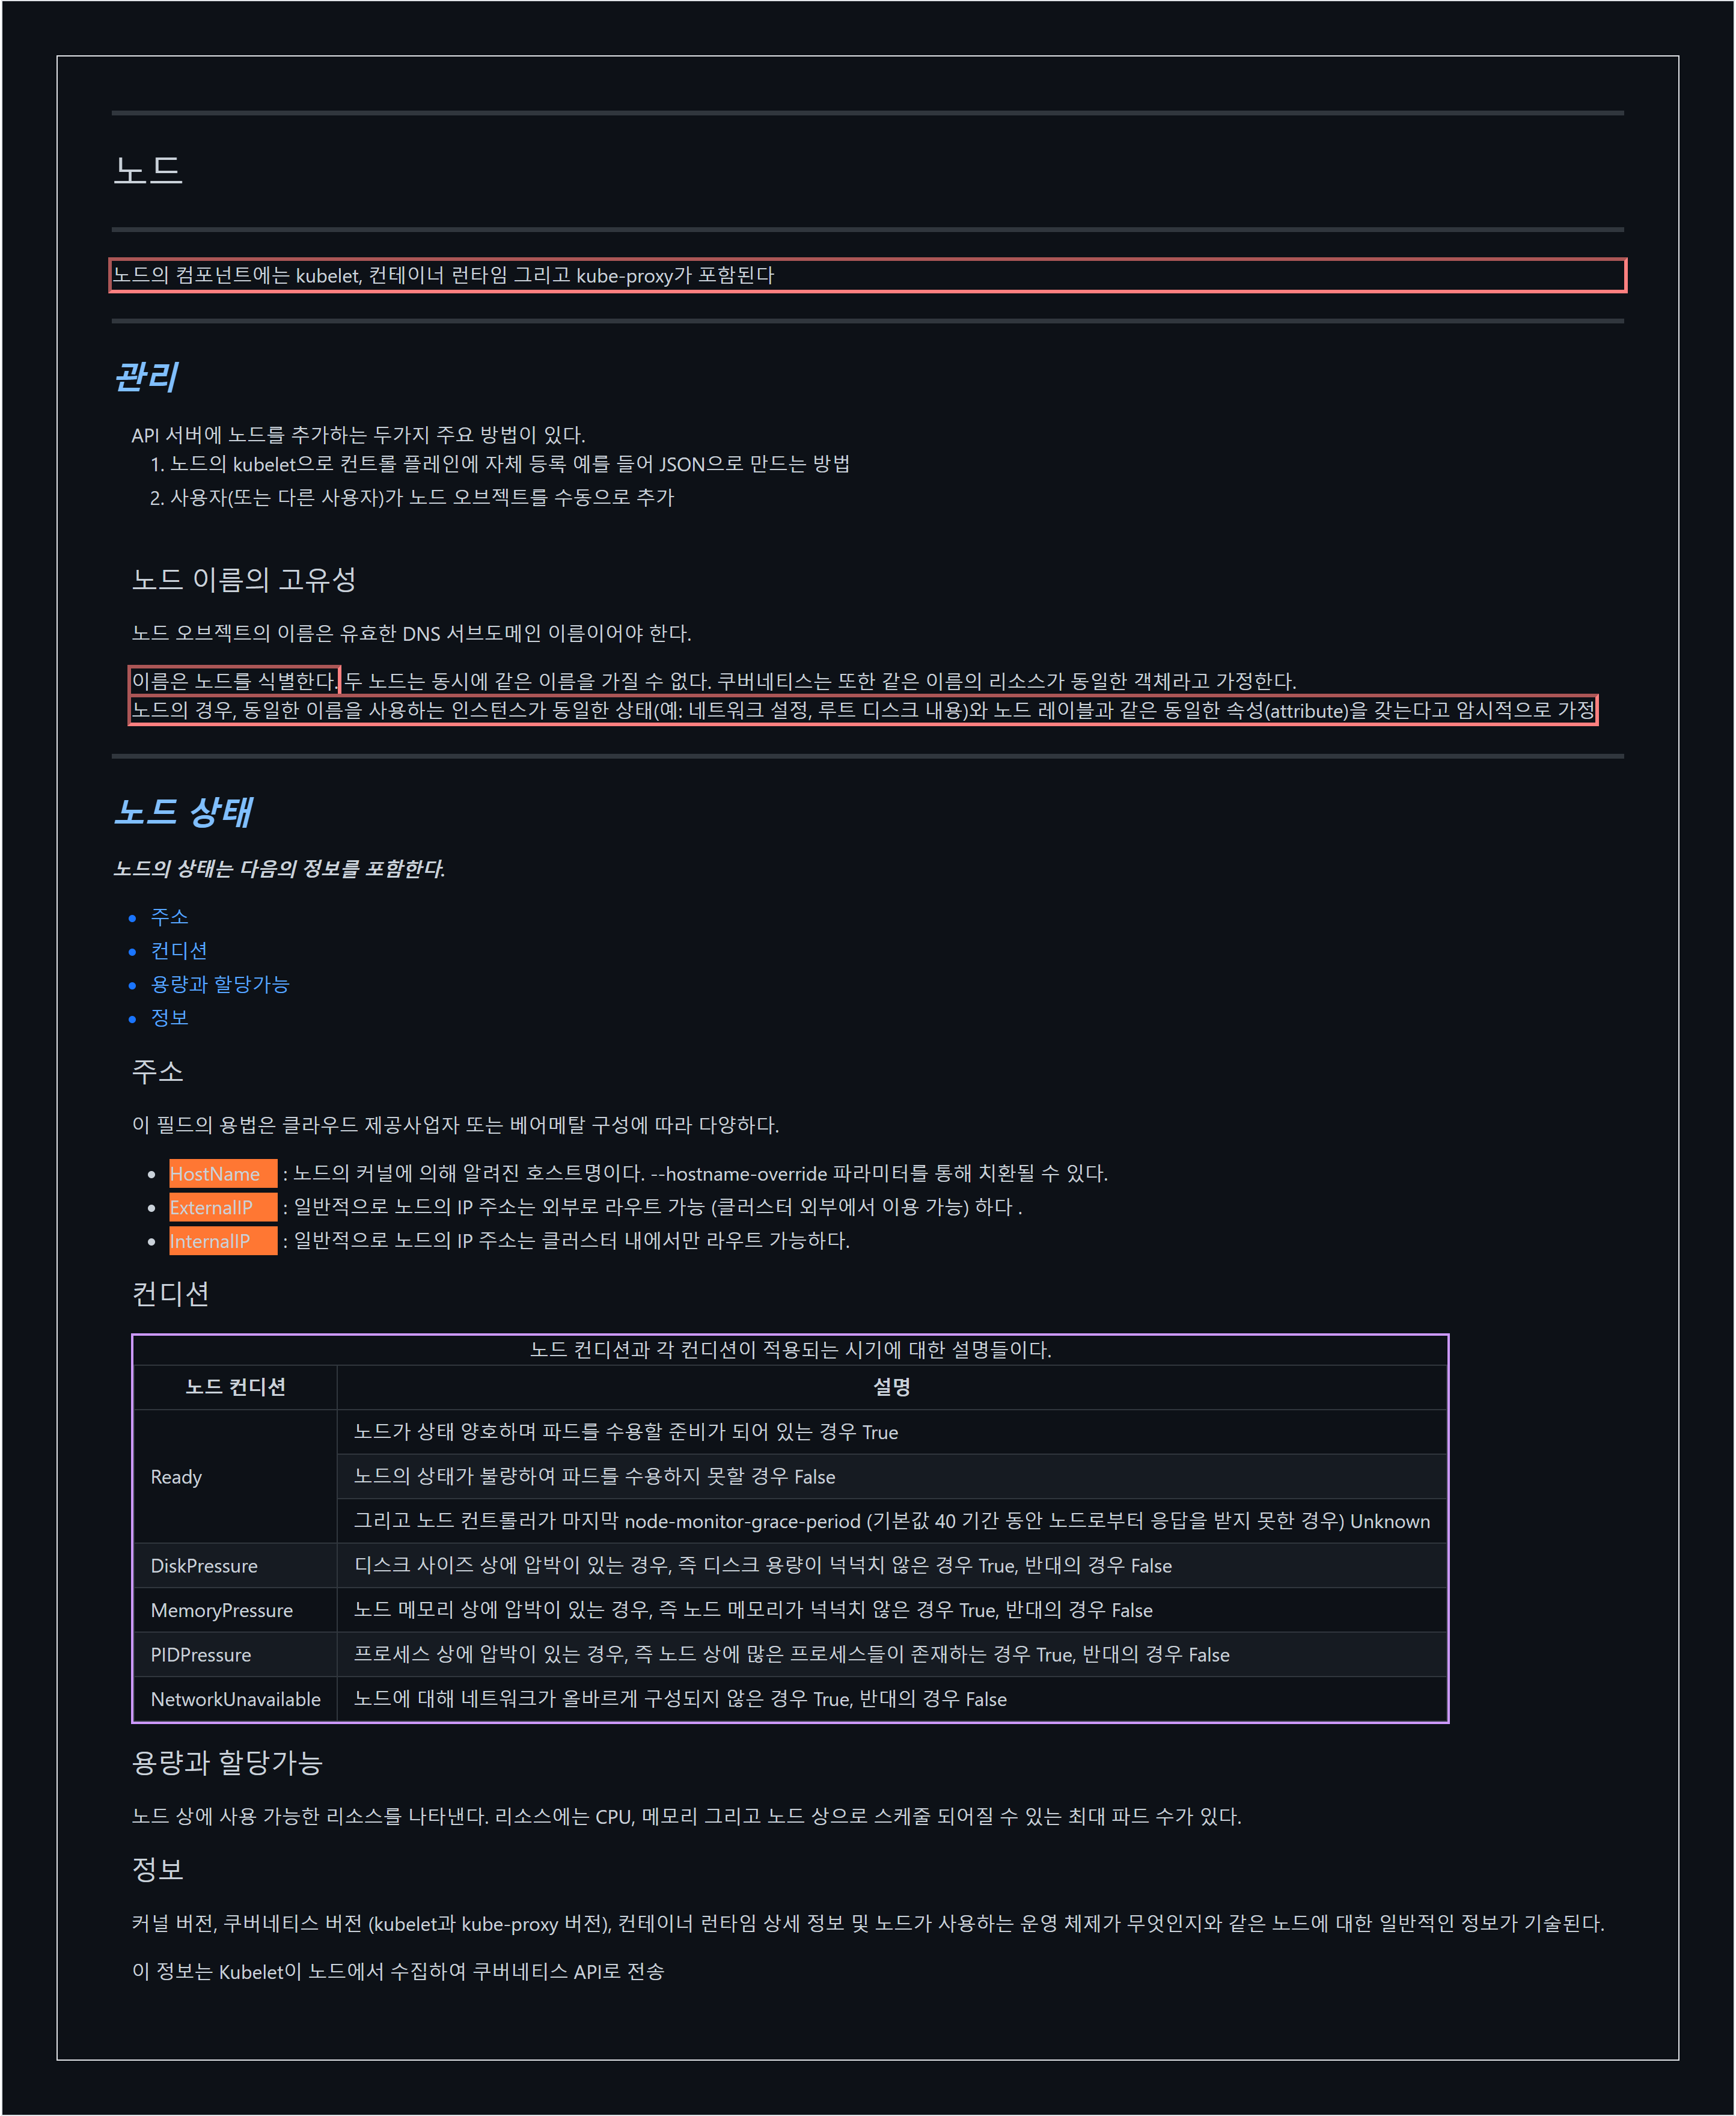 노드
노드의 컴포넌트에는 kubelet, 컨테이너 런타임 그리고 kube-proxy가 포함된다
관리
API 서버에 노드를 추가하는 두가지 주요 방법이 있다.
1. 노드의 kubelet으로 컨트롤 플레인에 자체 등록 예를 들어 JSON으로 만드는 방법
2. 사용자(또는 다른 사용자)가 노드 오브젝트를 수동으로 추가
노드 이름의 고유성
노드 오브젝트의 이름은 유효한 DNS 서브도메인 이름이어야 한다.
이름은 노드를 식별한다. 두 노드는 동시에 같은 이름을 가질 수 없다. 쿠버네티스는 또한 같은 이름의 리소스가 동일한 객체라고 가정한다.
노드의 경우, 동일한 이름을 사용하는 인스턴스가 동일한 상태(예: 네트워크 설정, 루트 디스크 내용)와 노드 레이블과 같은 동일한 속성(attribute)을 갖는다고 암시적으로 가정
노드 상태
노드의 상태는 다음의 정보를 포함한다.
• 주소
• 컨디션
• 용량과 할당가능
• 정보
주소
이 필드의 용법은 클라우드 제공사업자 또는 베어메탈 구성에 따라 다양하다.
• HostName : 노드의 커널에 의해 알려진 호스트명이다. --hostname-override 파라미터를 통해 치환될 수 있다.
• ExternalIP : 일반적으로 노드의 IP 주소는 외부로 라우트 가능 (클러스터 외부에서 이용 가능) 하다 .
• InternalIP : 일반적으로 노드의 IP 주소는 클러스터 내에서만 라우트 가능하다.
컨디션
노드 컨디션과 각 컨디션이 적용되는 시기에 대한 설명들이다.
노드 컨디션 설명
Ready 노드가 상태 양호하며 파드를 수용할 준비가 되어 있는 경우 True
노드의 상태가 불량하여 파드를 수용하지 못할 경우 False
그리고 노드 컨트롤러가 마지막 node-monitor-grace-period (기본값 40 기간 동안 노드로부터 응답을 받지 못한 경우) Unknown
DiskPressure 디스크 사이즈 상에 압박이 있는 경우, 즉 디스크 용량이 넉넉치 않은 경우 True, 반대의 경우 False
MemoryPressure 노드 메모리 상에 압박이 있는 경우, 즉 노드 메모리가 넉넉치 않은 경우 True, 반대의 경우 False
PIDPressure 프로세스 상에 압박이 있는 경우, 즉 노드 상에 많은 프로세스들이 존재하는 경우 True, 반대의 경우 False
NetworkUnavailable 노드에 대해 네트워크가 올바르게 구성되지 않은 경우 True, 반대의 경우 False
용량과 할당가능
노드 상에 사용 가능한 리소스를 나타낸다. 리소스에는 CPU, 메모리 그리고 노드 상으로 스케줄 되어질 수 있는 최대 파드 수가 있다.
정보
커널 버전, 쿠버네티스 버전 (kubelet과 kube-proxy 버전), 컨테이너 런타임 상세 정보 및 노드가 사용하는 운영 체제가 무엇인지와 같은 노드에 대한 일반적인 정보가 기술된다.
이 정보는 Kubelet이 노드에서 수집하여 쿠버네티스 API로 전송